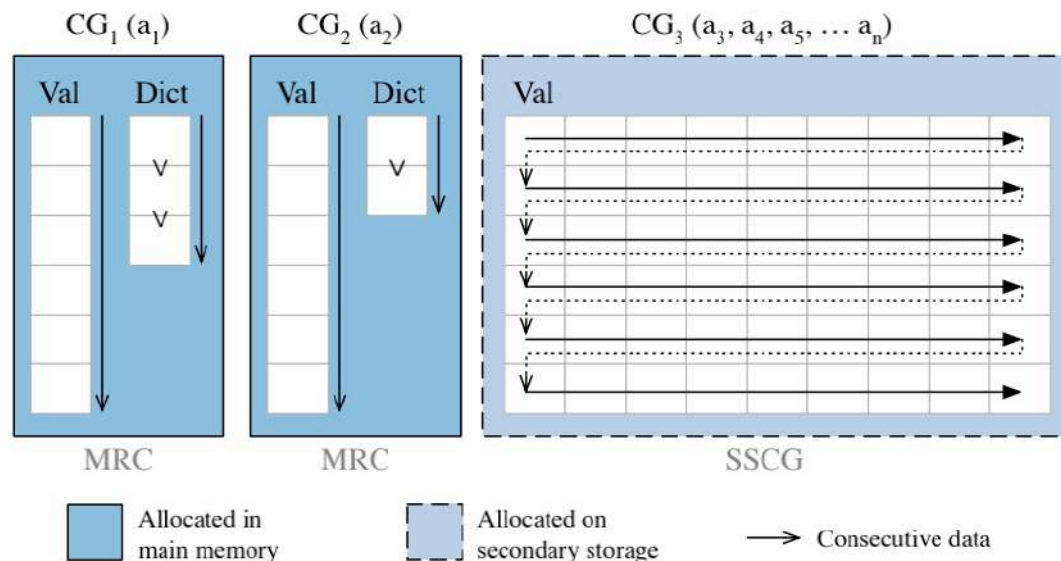 CG1 (a1) CG2 (a2) CG3 (a3, a4, a5, … an)
Val Dict Val Dict Val
v v
v
MRC MRC SSCG
Allocated in main memory
Allocated on secondary storage
Consecutive data